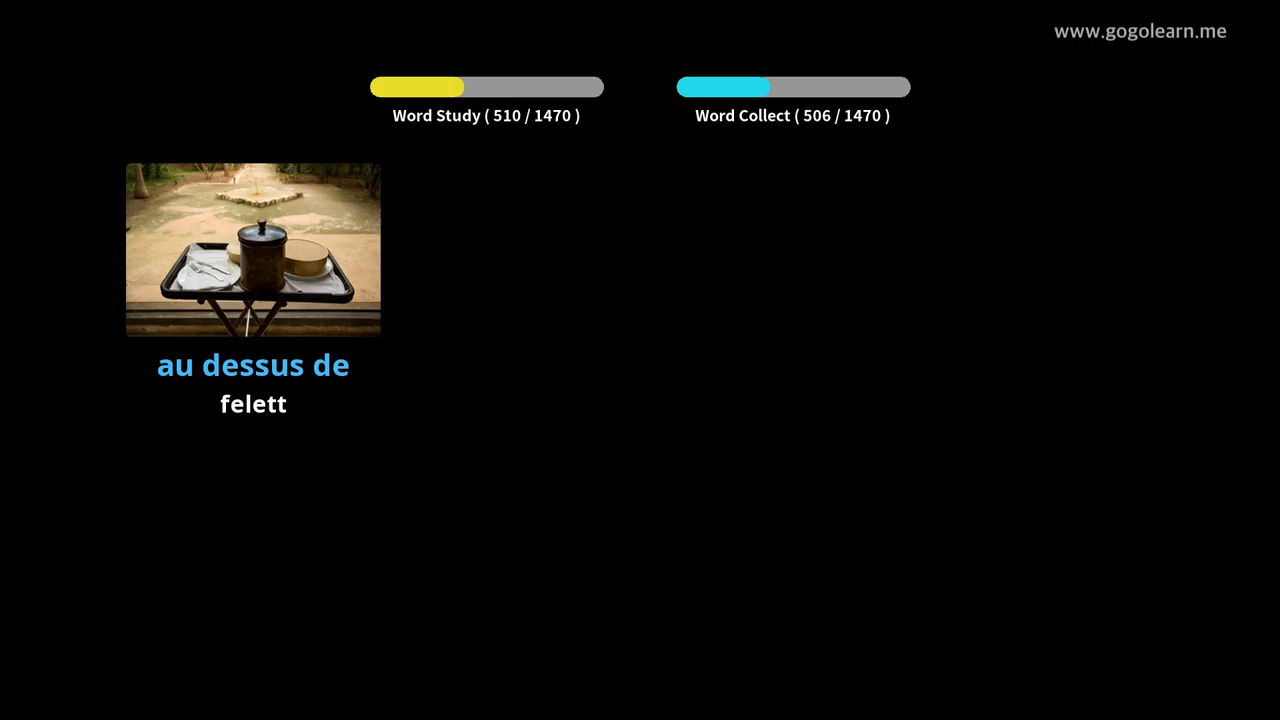 www.gogolearn.me
Word Study ( 510 / 1470 )
Word Collect ( 506 / 1470 )
au dessus de
felett